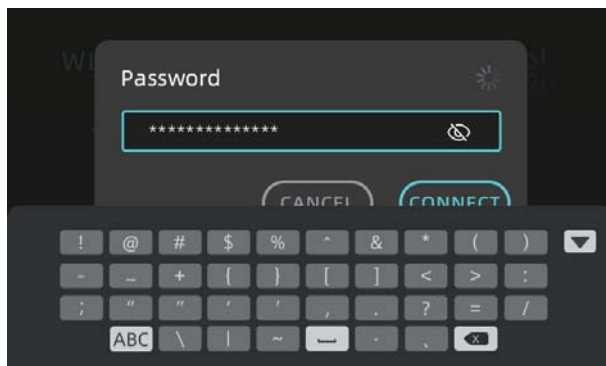 Password
**************
CANCEL CONNECT
! @ # $ % ^ & * ( )
- _ + { } [ ] < > :
; " " ' ' , . ? = /
ABC \ | ~ · 、